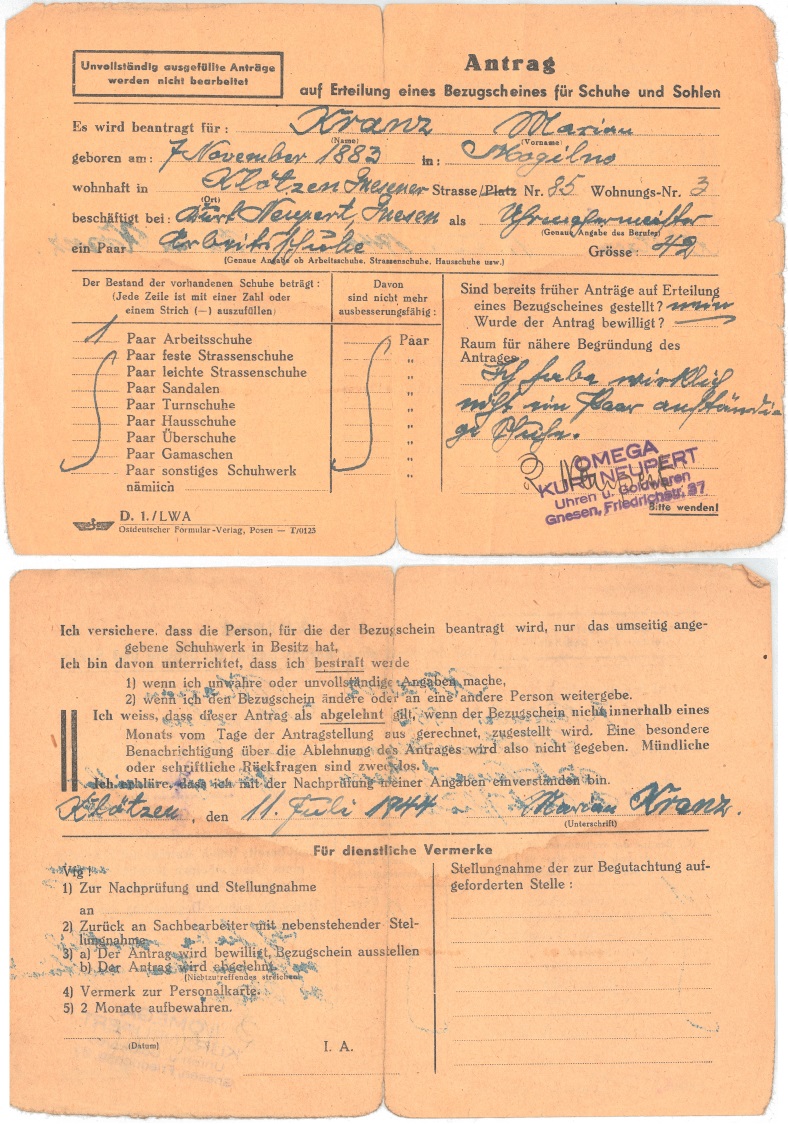 Unvollständig ausgefüllte Anträge
werden nicht bearbeitet
Antrag
auf Erteilung eines Bezugscheines für Schuhe und Sohlen
Es wird beantragt für: Kranz Marian
(Name) (Vorname)
geboren am: 7 November 1883 in: Mogilno
wohnhaft in Klötzen Gnesener Strasse/Platz Nr. 85 Wohnungs-Nr. 3
(Ort)
beschäftigt bei: Kurt Neupert, Gnesen als Uhrmachermeister
(Genaue Angabe des Berufes)
ein Paar Arbeitsschuhe Grösse: 42
(Genaue Angabe ob Arbeitsschuhe, Strassenschuhe, Hausschuhe usw.)
Der Bestand der vorhandenen Schuhe beträgt:
(Jede Zeile ist mit einer Zahl oder
einem Strich (—) auszufüllen)
Davon
sind nicht mehr
ausbesserungsfähig:
1 Paar Arbeitsschuhe Paar
Paar feste Strassenschuhe "
Paar leichte Strassenschuhe "
Paar Sandalen "
Paar Turnschuhe "
Paar Hausschuhe "
Paar Überschuhe "
Paar Gamaschen "
Paar sonstiges Schuhwerk "
nämlich
Sind bereits früher Anträge auf Erteilung
eines Bezugscheines gestellt? nein
Wurde der Antrag bewilligt? —
Raum für nähere Begründung des
Antrages
Ich habe wirklich
nicht ein Paar anständi-
ge Schuhe.
OMEGA
KURT NEUPERT
Uhren u. Goldwaren
Gnesen, Friedrichstr. 37
Bitte wenden!
D. 1./LWA
Ostdeutscher Formular-Verlag, Posen — T/0125
Ich versichere, dass die Person, für die der Bezugschein beantragt wird, nur das umseitig ange-
gebene Schuhwerk in Besitz hat,
Ich bin davon unterrichtet, dass ich bestraft werde
1) wenn ich unwahre oder unvollständige Angaben mache,
2) wenn ich den Bezugschein ändere oder an eine andere Person weitergebe.
Ich weiss, dass dieser Antrag als abgelehnt gilt, wenn der Bezugschein nicht innerhalb eines
Monats vom Tage der Antragstellung aus gerechnet, zugestellt wird. Eine besondere
Benachrichtigung über die Ablehnung des Antrages wird also nicht gegeben. Mündliche
oder schriftliche Rückfragen sind zwecklos.
Ich erkläre, dass ich mit der Nachprüfung meiner Angaben einverstanden bin.
Klötzen, den 11. Juli 1944 Marian Kranz.
(Unterschrift)
Für dienstliche Vermerke
Vfg!
1) Zur Nachprüfung und Stellungnahme
an
2) Zurück an Sachbearbeiter mit nebenstehender Stel-
lungnahme
3) a) Der Antrag wird bewilligt, Bezugschein ausstellen
b) Der Antrag wird abgelehnt.
(Nichtzutreffendes streichen)
4) Vermerk zur Personalkarte.
5) 2 Monate aufbewahren.
(Datum) I. A.
Stellungnahme der zur Begutachtung auf-
geforderten Stelle: